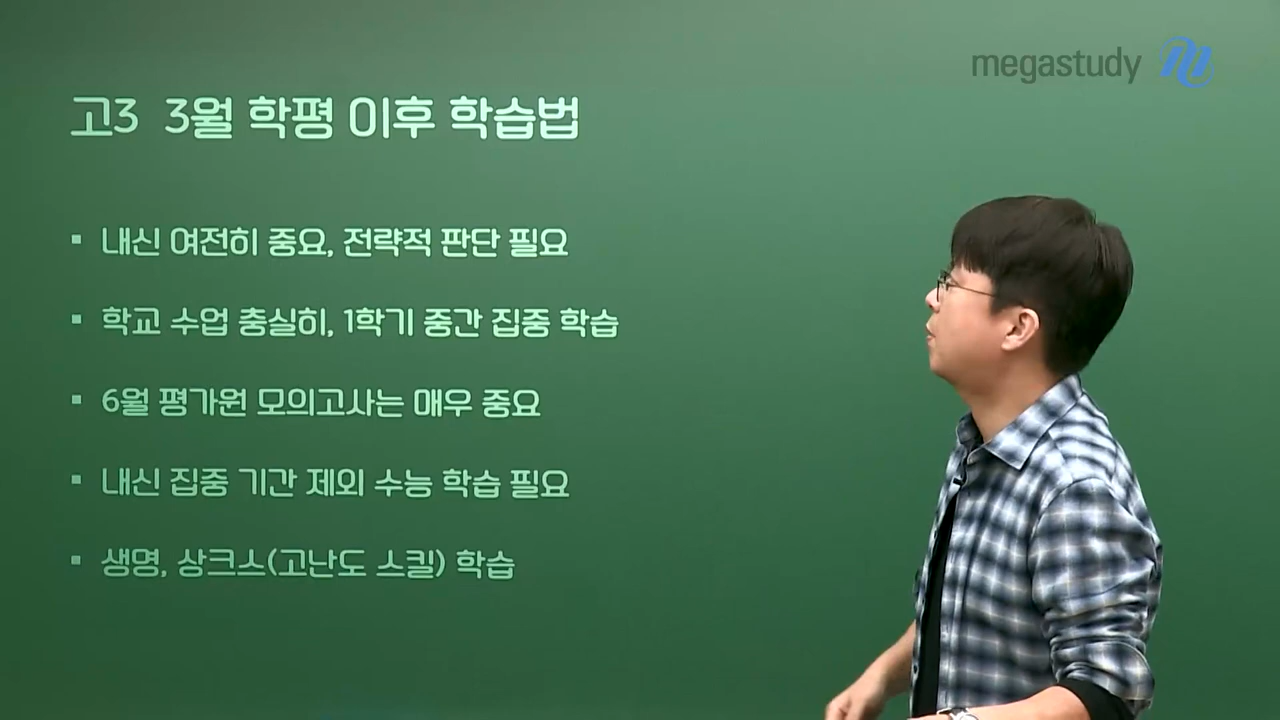 megastudy
고3 3월 학평 이후 학습법
▪ 내신 여전히 중요, 전략적 판단 필요
▪ 학교 수업 충실히, 1학기 중간 집중 학습
▪ 6월 평가원 모의고사는 매우 중요
▪ 내신 집중 기간 제외 수능 학습 필요
▪ 생명, 상크스(고난도 스킬) 학습